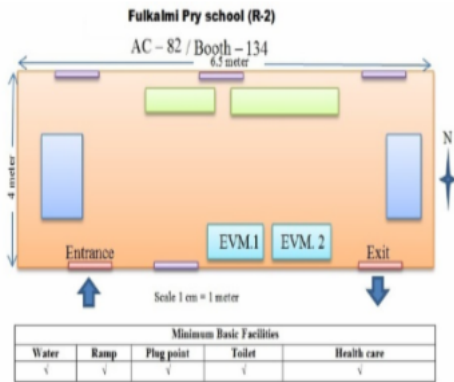 Fulkalmi Pry school (R-2)
AC – 82 / Booth – 134
6.5 meter
4 meter
N
EVM.1
EVM. 2
Entrance
Exit
Scale 1 cm = 1 meter
Minimum Basic Facilities
Water Ramp Plug point Toilet Health care
√ √ √ √ √